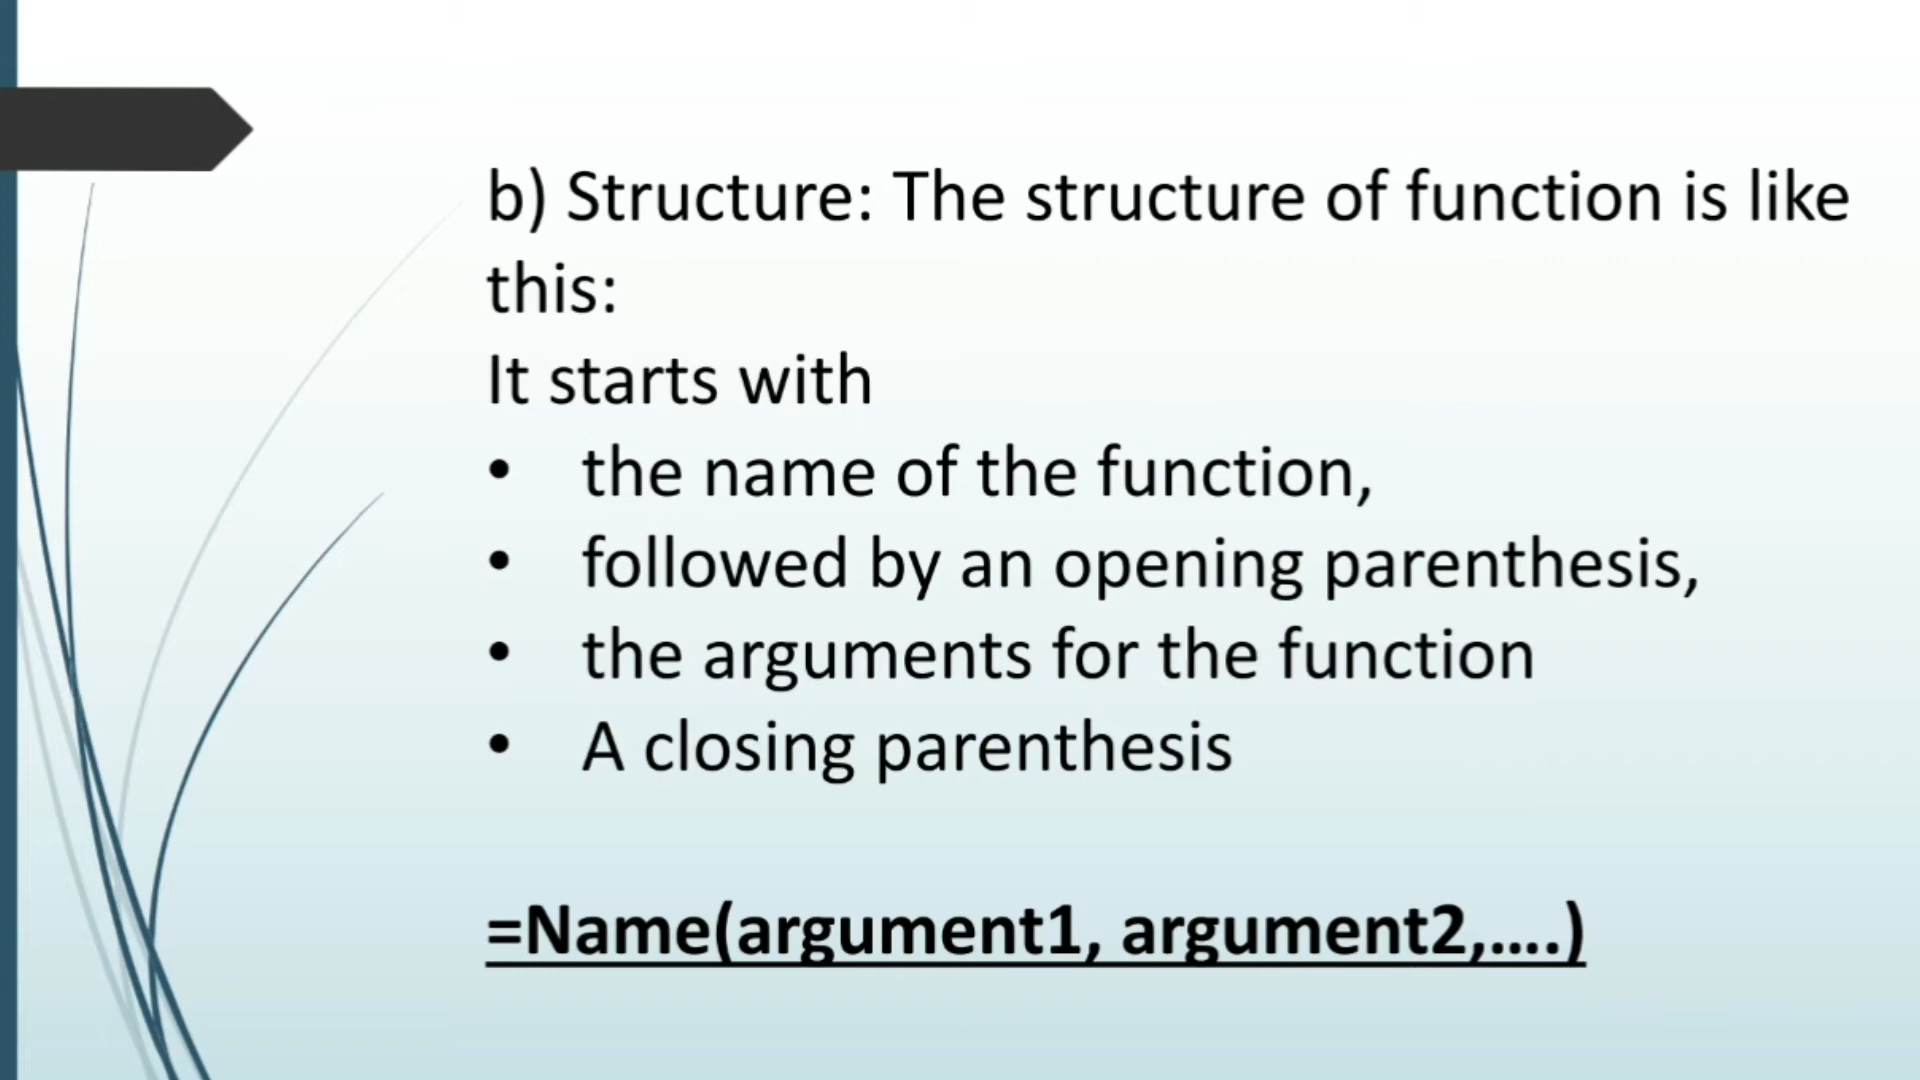 b) Structure: The structure of function is like
this:
It starts with
• the name of the function,
• followed by an opening parenthesis,
• the arguments for the function
• A closing parenthesis
=Name(argument1, argument2,....)